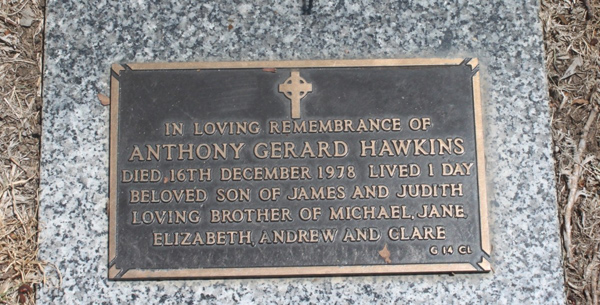 IN LOVING REMEMBRANCE OF
ANTHONY GERARD HAWKINS
DIED, 16TH DECEMBER 1978 LIVED 1 DAY
BELOVED SON OF JAMES AND JUDITH
LOVING BROTHER OF MICHAEL, JANE,
ELIZABETH, ANDREW AND CLARE
G 14 CL